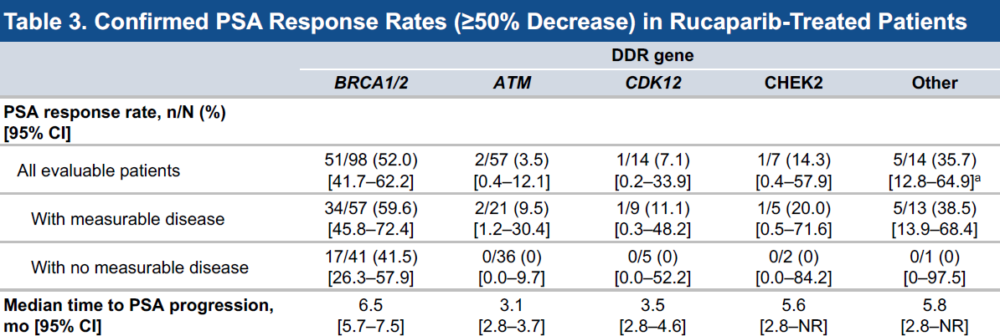 Table 3. Confirmed PSA Response Rates (≥50% Decrease) in Rucaparib-Treated Patients
DDR gene
BRCA1/2 ATM CDK12 CHEK2 Other
PSA response rate, n/N (%)
[95% CI]
All evaluable patients 51/98 (52.0) 2/57 (3.5) 1/14 (7.1) 1/7 (14.3) 5/14 (35.7)
[41.7–62.2] [0.4–12.1] [0.2–33.9] [0.4–57.9] [12.8–64.9]a
With measurable disease 34/57 (59.6) 2/21 (9.5) 1/9 (11.1) 1/5 (20.0) 5/13 (38.5)
[45.8–72.4] [1.2–30.4] [0.3–48.2] [0.5–71.6] [13.9–68.4]
With no measurable disease 17/41 (41.5) 0/36 (0) 0/5 (0) 0/2 (0) 0/1 (0)
[26.3–57.9] [0.0–9.7] [0.0–52.2] [0.0–84.2] [0–97.5]
Median time to PSA progression, 6.5 3.1 3.5 5.6 5.8
mo [95% CI] [5.7–7.5] [2.8–3.7] [2.8–4.6] [2.8–NR] [2.8–NR]